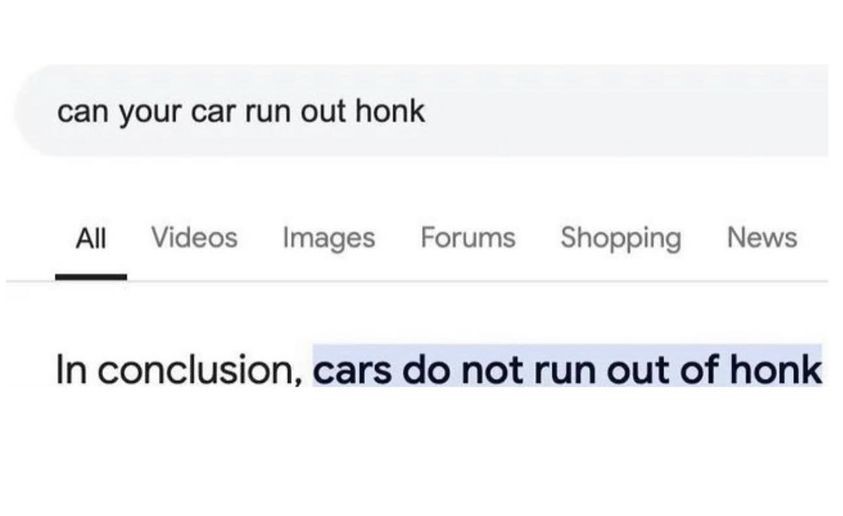 can your car run out honk
All Videos Images Forums Shopping News
In conclusion, cars do not run out of honk